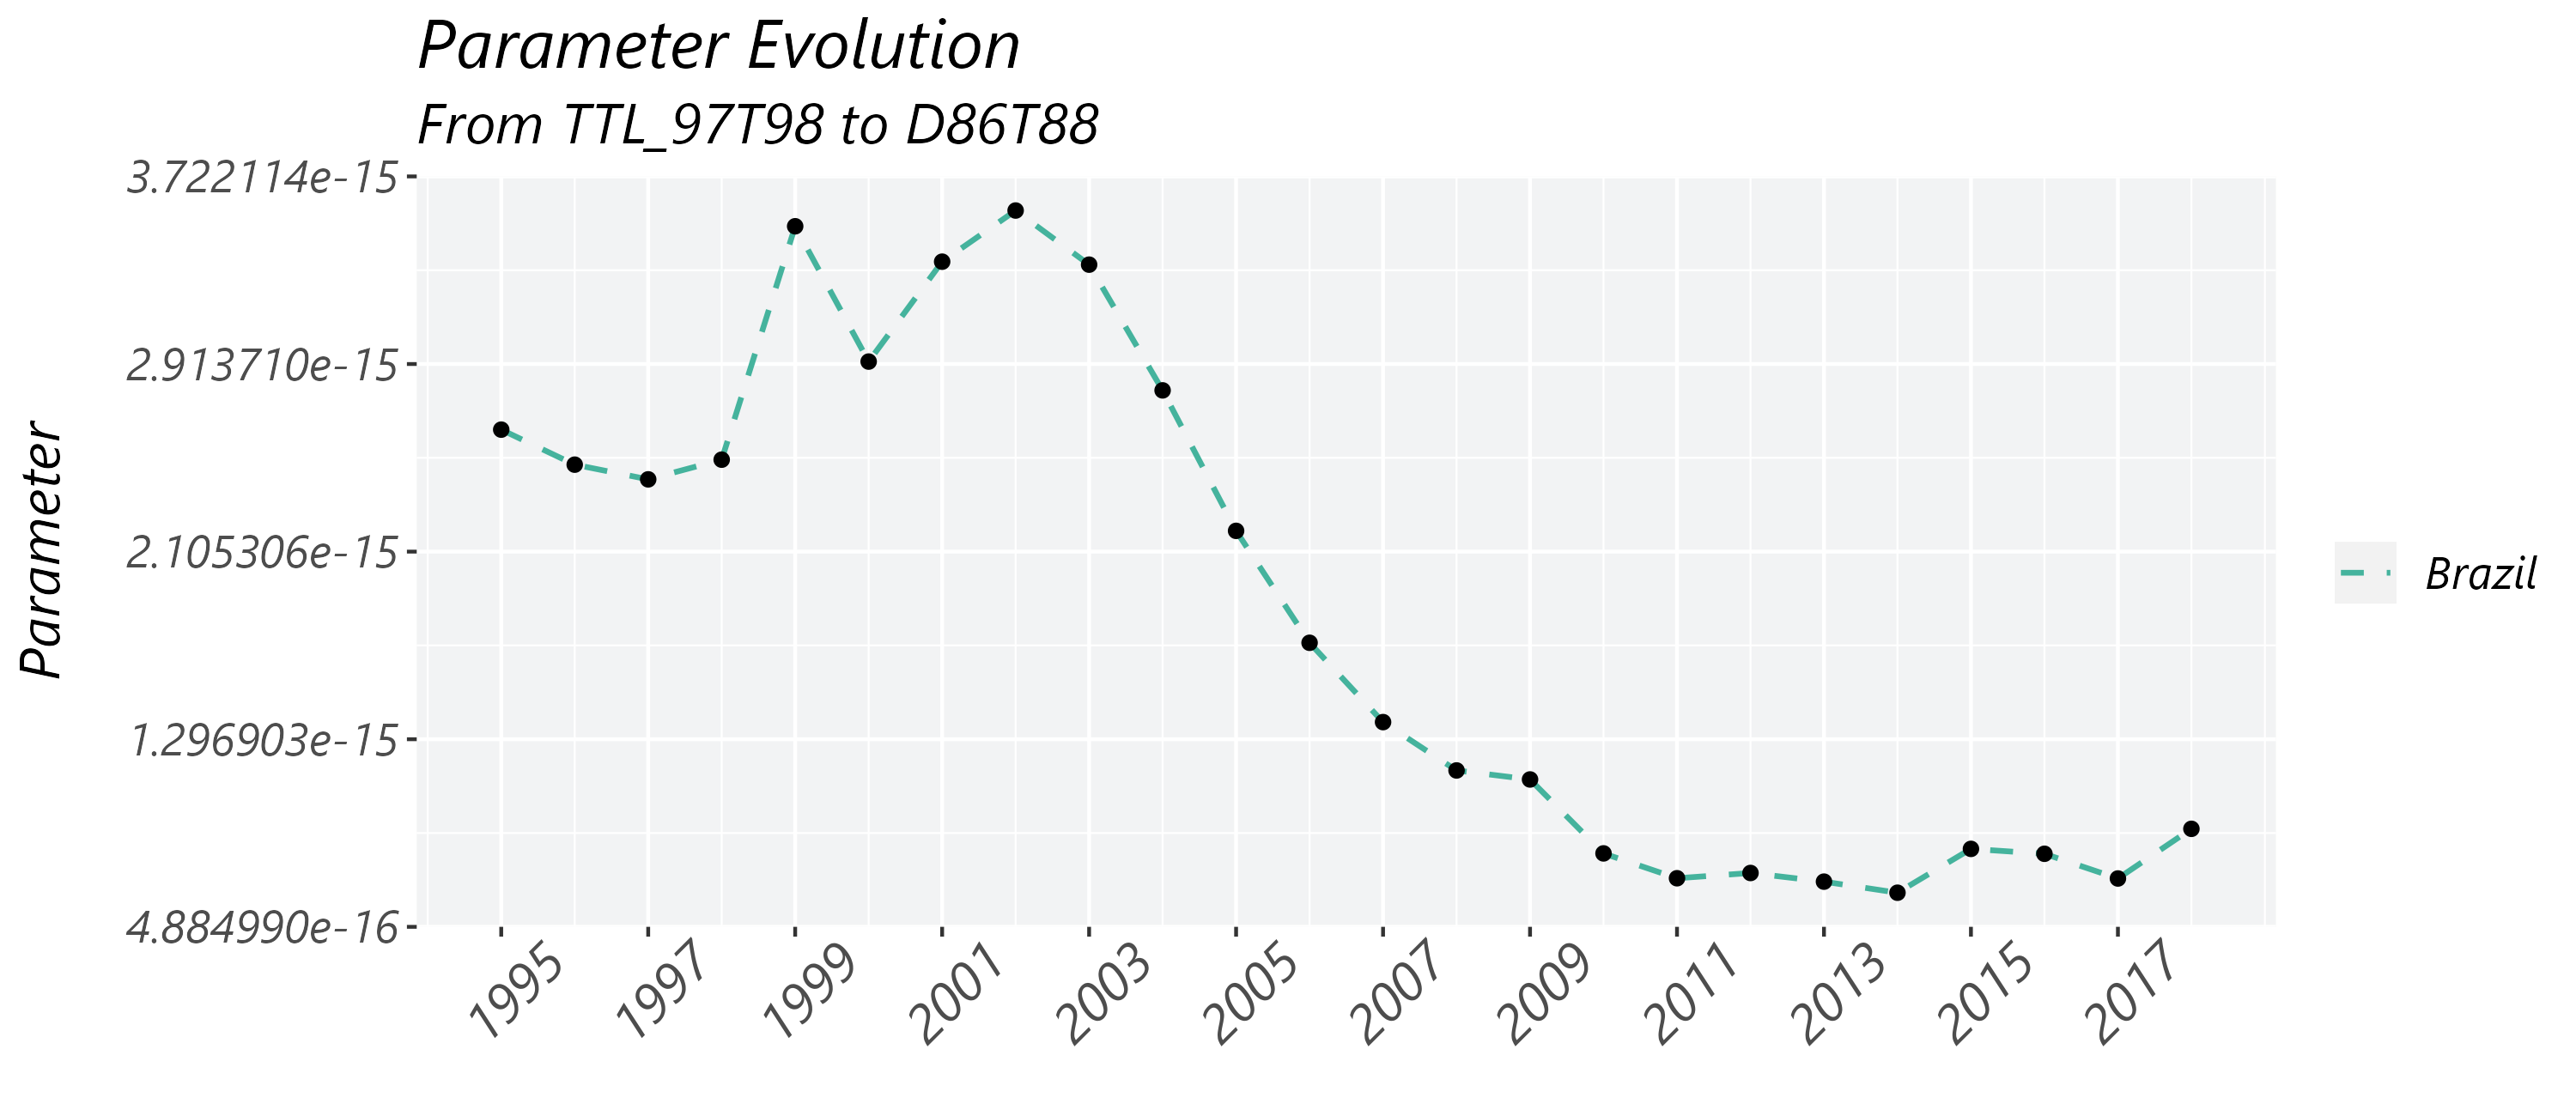 Parameter Evolution
From TTL_97T98 to D86T88
3.722114e-15
2.913710e-15
2.105306e-15
1.296903e-15
4.884990e-16
Parameter
1995
1997
1999
2001
2003
2005
2007
2009
2011
2013
2015
2017
Brazil